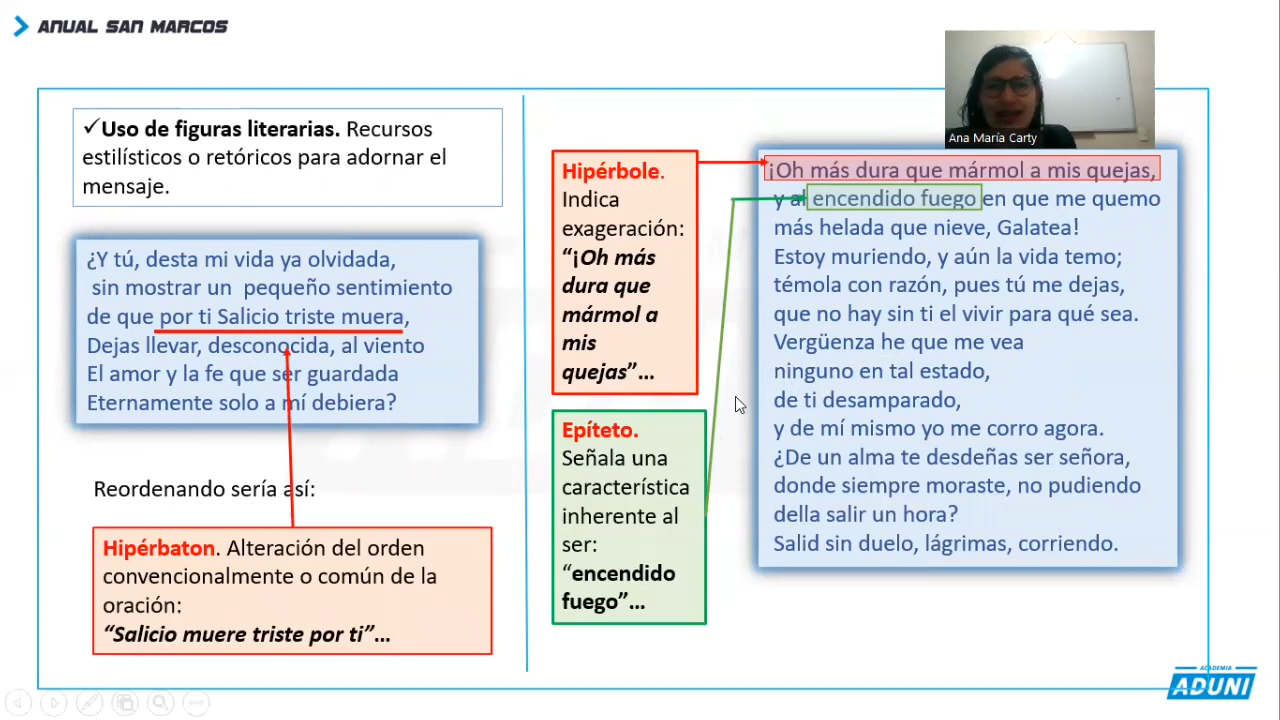 ANUAL SAN MARCOS
✓Uso de figuras literarias. Recursos
estilísticos o retóricos para adornar el
mensaje.
¿Y tú, desta mi vida ya olvidada,
sin mostrar un pequeño sentimiento
de que por ti Salicio triste muera,
Dejas llevar, desconocida, al viento
El amor y la fe que ser guardada
Eternamente solo a mí debiera?
Reordenando sería así:
Hipérbaton. Alteración del orden
convencionalmente o común de la
oración:
“Salicio muere triste por ti”...
Hipérbole.
Indica
exageración:
“¡Oh más
dura que
mármol a
mis
quejas”...
Epíteto.
Señala una
característica
inherente al
ser:
“encendido
fuego”...
Ana María Carty
¡Oh más dura que mármol a mis quejas,
y al encendido fuego en que me quemo
más helada que nieve, Galatea!
Estoy muriendo, y aún la vida temo;
témola con razón, pues tú me dejas,
que no hay sin ti el vivir para qué sea.
Vergüenza he que me vea
ninguno en tal estado,
de ti desamparado,
y de mí mismo yo me corro agora.
¿De un alma te desdeñas ser señora,
donde siempre moraste, no pudiendo
della salir un hora?
Salid sin duelo, lágrimas, corriendo.
ACADEMIA
ADUNI